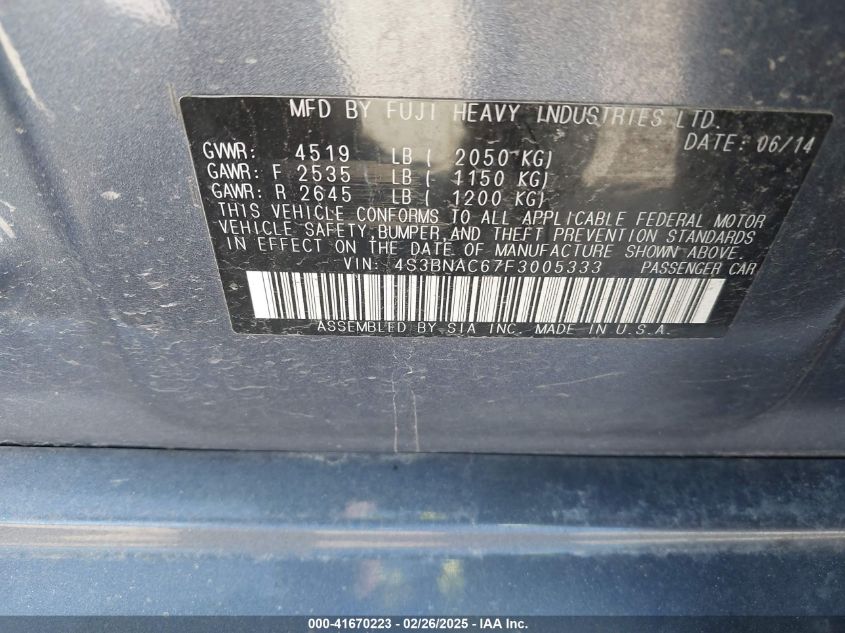 MFD BY FUJI HEAVY INDUSTRIES LTD.
DATE: 06/14
GVWR: 4519 LB ( 2050 KG)
GAWR: F 2535 LB ( 1150 KG)
GAWR: R 2645 LB ( 1200 KG)
THIS VEHICLE CONFORMS TO ALL APPLICABLE FEDERAL MOTOR
VEHICLE SAFETY, BUMPER, AND THEFT PREVENTION STANDARDS
IN EFFECT ON THE DATE OF MANUFACTURE SHOWN ABOVE.
VIN: 4S3BNAC67F3005333 PASSENGER CAR
ASSEMBLED BY SIA INC. MADE IN U.S.A.
000-41670223 - 02/26/2025 - IAA Inc.